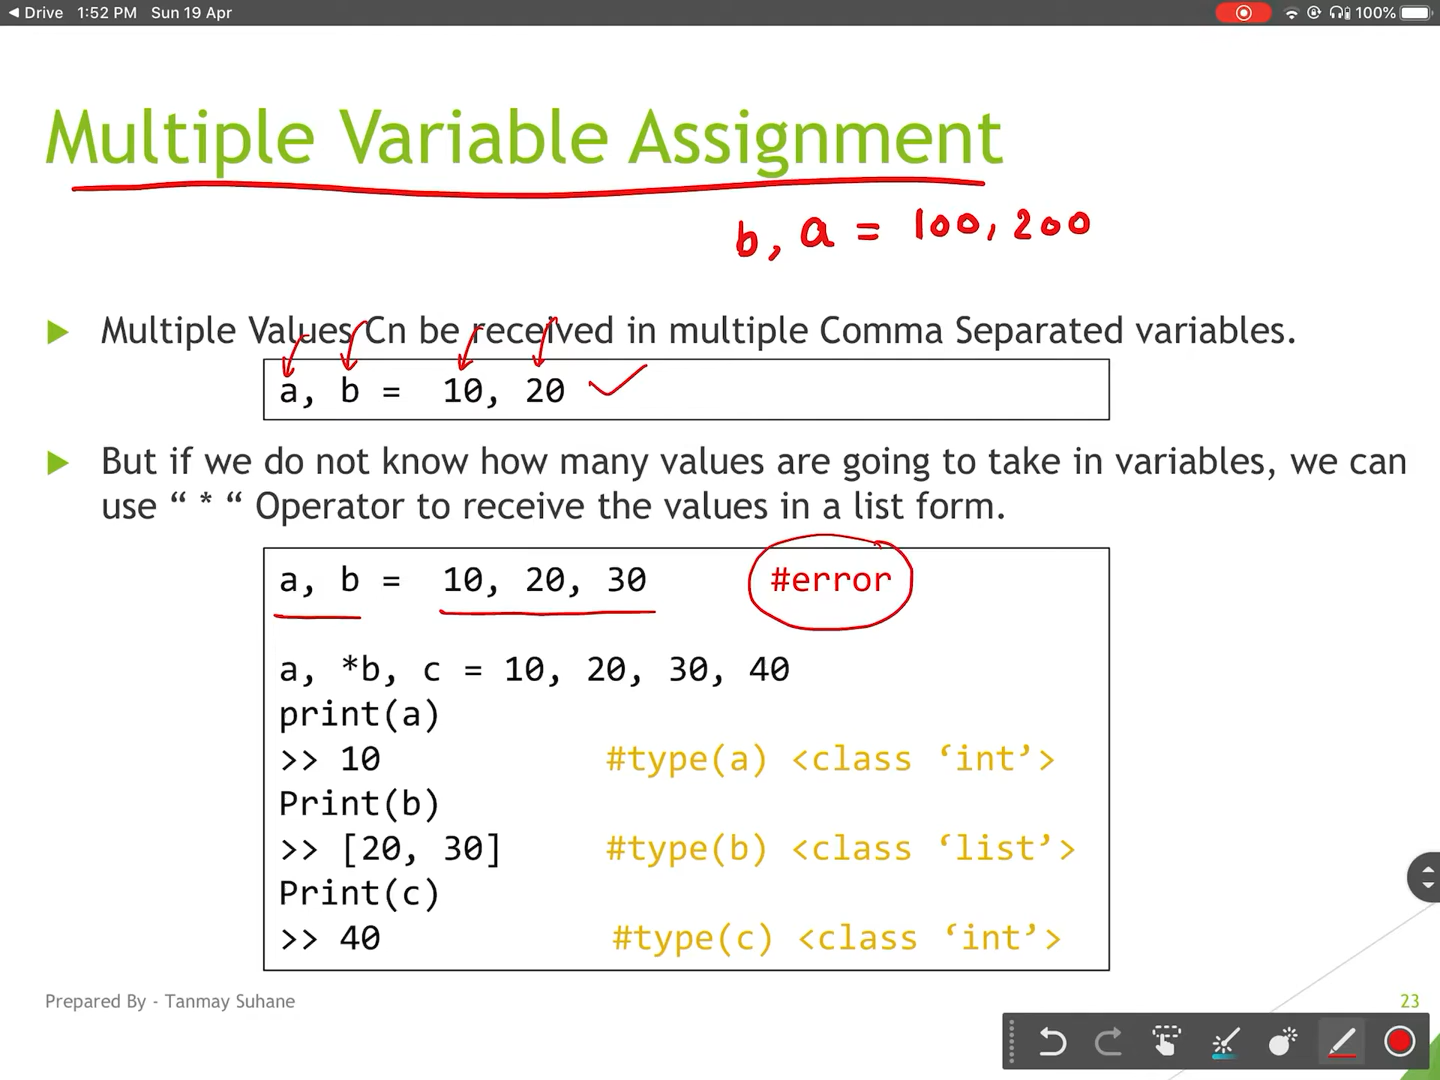 Drive 1:52 PM Sun 19 Apr 100%
Multiple Variable Assignment
b, a = 100, 200
Multiple Values Cn be received in multiple Comma Separated variables.
a, b = 10, 20
But if we do not know how many values are going to take in variables, we can
use “ * “ Operator to receive the values in a list form.
a, b = 10, 20, 30 #error
a, *b, c = 10, 20, 30, 40
print(a)
>> 10 #type(a) <class ‘int’>
Print(b)
>> [20, 30] #type(b) <class ‘list’>
Print(c)
>> 40 #type(c) <class ‘int’>
Prepared By - Tanmay Suhane 23